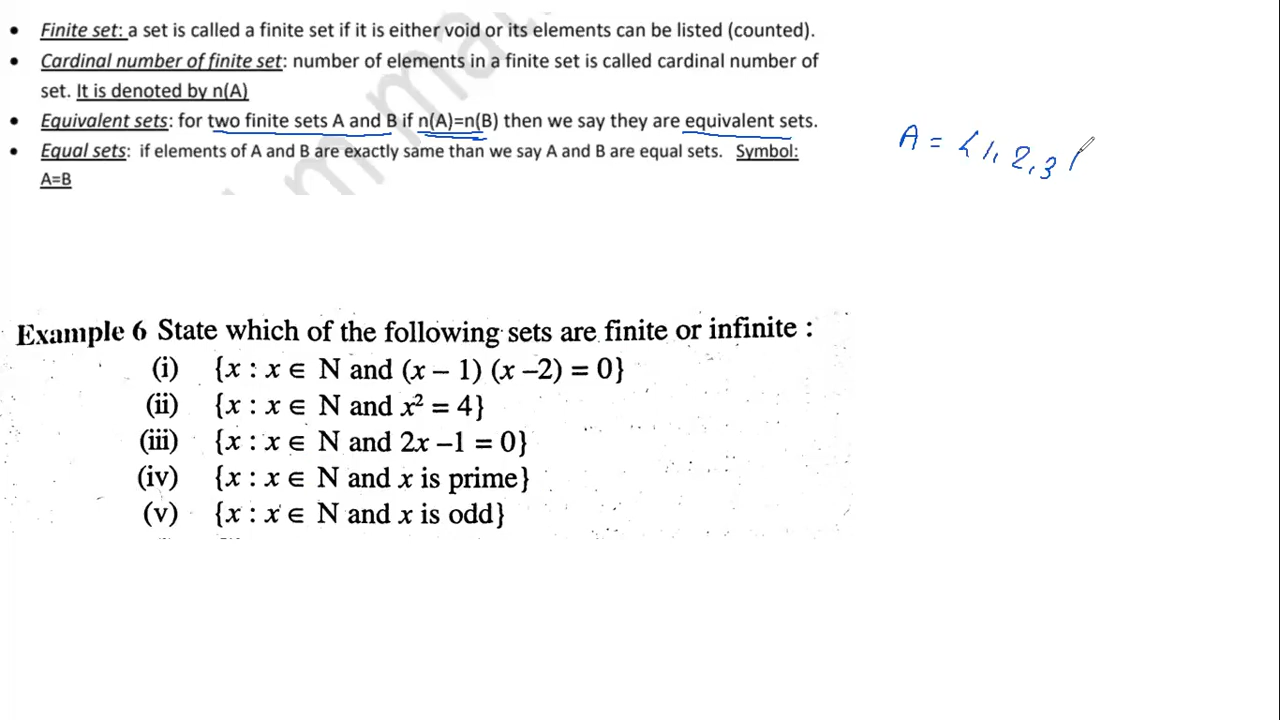 • Finite set: a set is called a finite set if it is either void or its elements can be listed (counted).
• Cardinal number of finite set: number of elements in a finite set is called cardinal number of
set. It is denoted by n(A)
• Equivalent sets: for two finite sets A and B if n(A)=n(B) then we say they are equivalent sets.
• Equal sets: if elements of A and B are exactly same than we say A and B are equal sets. Symbol:
A=B
A = { 1, 2, 3
Example 6 State which of the following sets are finite or infinite :
(i) {x : x ∈ N and (x – 1) (x –2) = 0}
(ii) {x : x ∈ N and x² = 4}
(iii) {x : x ∈ N and 2x –1 = 0}
(iv) {x : x ∈ N and x is prime}
(v) {x : x ∈ N and x is odd}